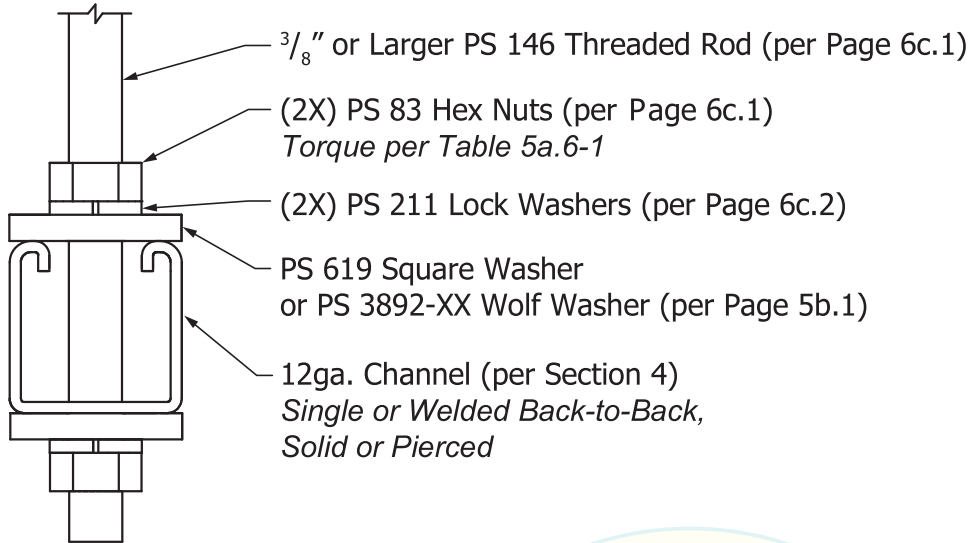 3/8" or Larger PS 146 Threaded Rod (per Page 6c.1)
(2X) PS 83 Hex Nuts (per Page 6c.1)
Torque per Table 5a.6-1
(2X) PS 211 Lock Washers (per Page 6c.2)
PS 619 Square Washer
or PS 3892-XX Wolf Washer (per Page 5b.1)
12ga. Channel (per Section 4)
Single or Welded Back-to-Back,
Solid or Pierced